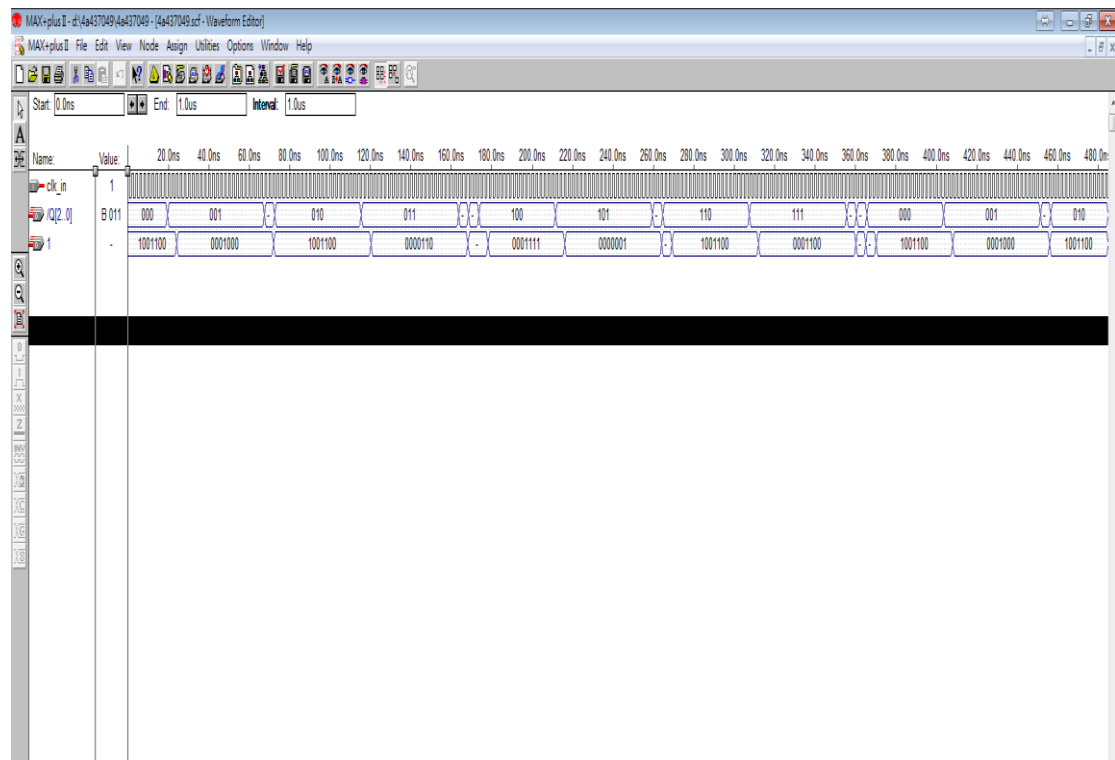 MAX+plus II - d:\4a437049\4a437049 - [4a437049.scf - Waveform Editor]
MAX+plus II File Edit View Node Assign Utilities Options Window Help
Start: 0.0ns End: 1.0us Interval: 1.0us
Name: Value: 20.0ns 40.0ns 60.0ns 80.0ns 100.0ns 120.0ns 140.0ns 160.0ns 180.0ns 200.0ns 220.0ns 240.0ns 260.0ns 280.0ns 300.0ns 320.0ns 340.0ns 360.0ns 380.0ns 400.0ns 420.0ns 440.0ns 460.0ns 480.0ns
clk_in 1
/Q[2..0] B 011 000 001 - 010 011 - - 100 101 - 110 111 - - 000 001 - 010
1 - 1001100 0001000 1001100 0000110 - 0001111 0000001 - 1001100 0001100 - - 1001100 0001000 1001100
A
0
1
X
Z
INV